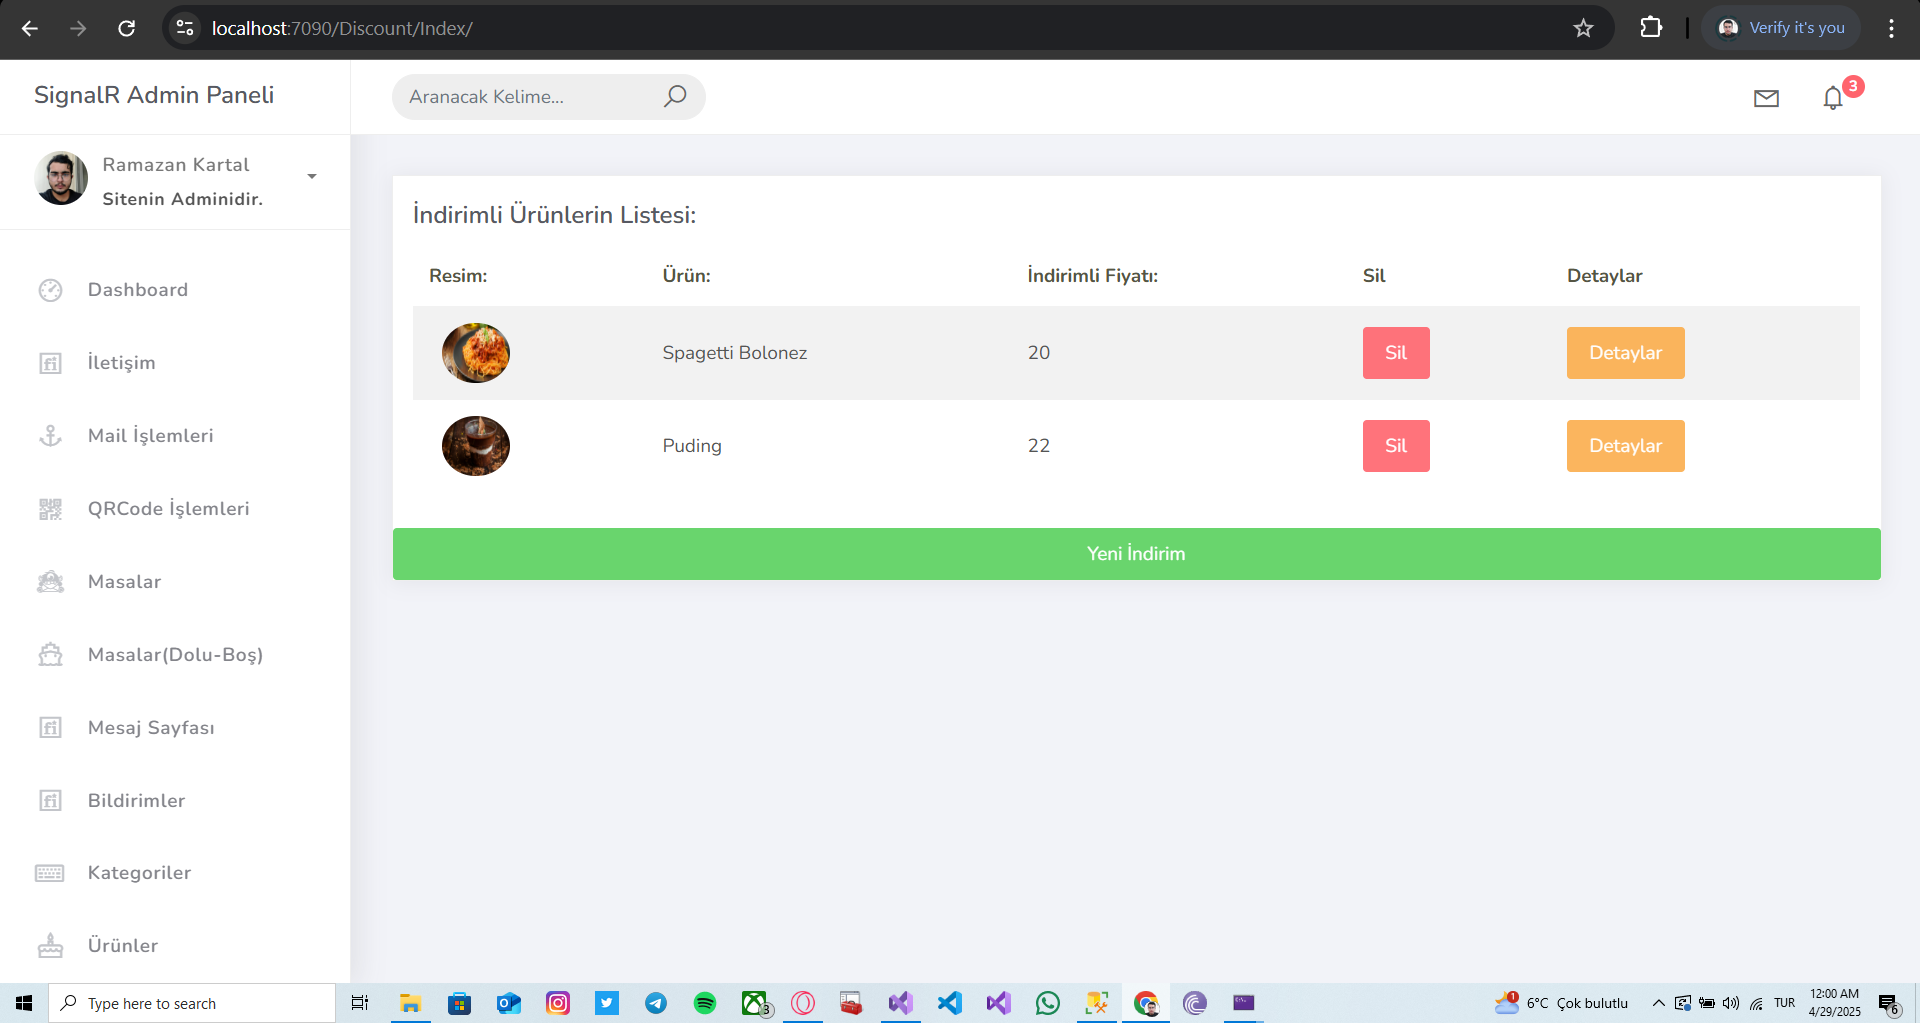 localhost:7090/Discount/Index/
Verify it's you
SignalR Admin Paneli
Aranacak Kelime...
3
Ramazan Kartal
Sitenin Adminidir.
Dashboard
İletişim
Mail İşlemleri
QRCode İşlemleri
Masalar
Masalar(Dolu-Boş)
Mesaj Sayfası
Bildirimler
Kategoriler
Ürünler
İndirimli Ürünlerin Listesi:
Resim: Ürün: İndirimli Fiyatı: Sil Detaylar
Spagetti Bolonez 20 Sil Detaylar
Puding 22 Sil Detaylar
Yeni İndirim
Type here to search
3
1
6°C Çok bulutlu
TUR
12:00 AM
4/29/2025
6